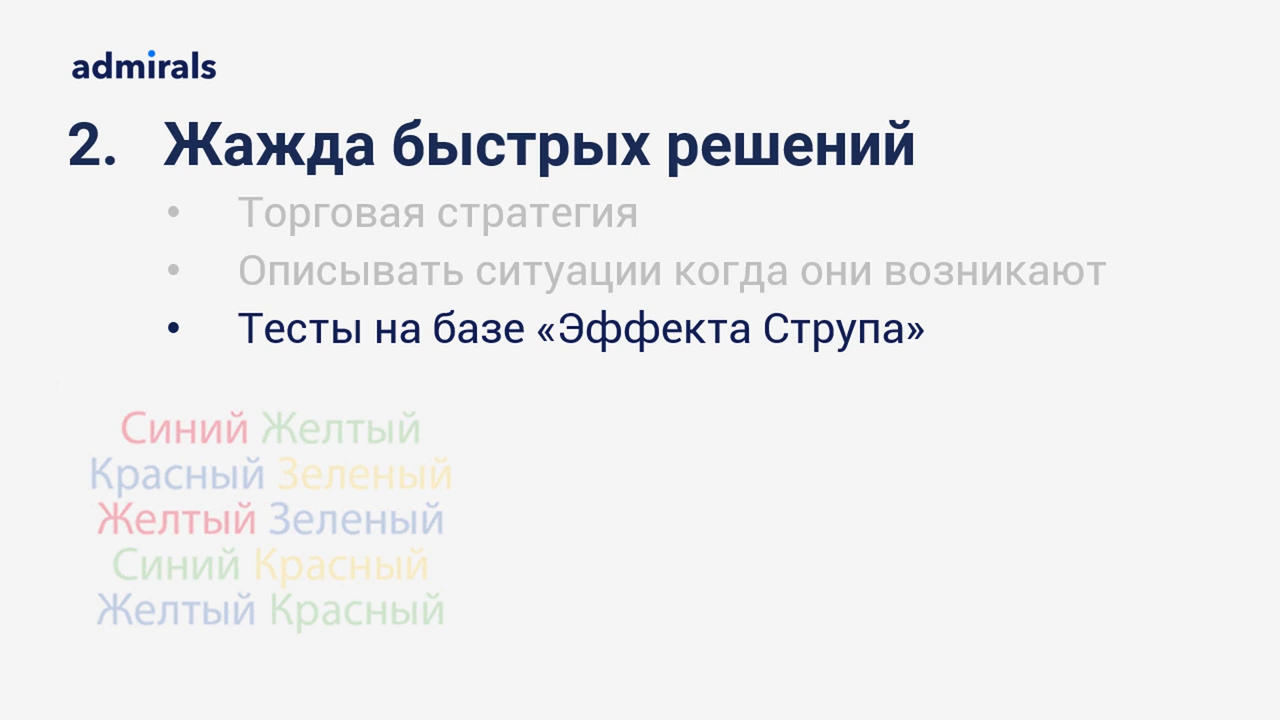 admirals
2. Жажда быстрых решений
• Торговая стратегия
• Описывать ситуации когда они возникают
• Тесты на базе «Эффекта Струпа»
Синий Желтый
Красный Зеленый
Желтый Зеленый
Синий Красный
Желтый Красный